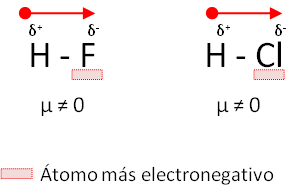 δ+ δ- δ+ δ-
H - F H - Cl
μ ≠ 0 μ ≠ 0
Átomo más electronegativo